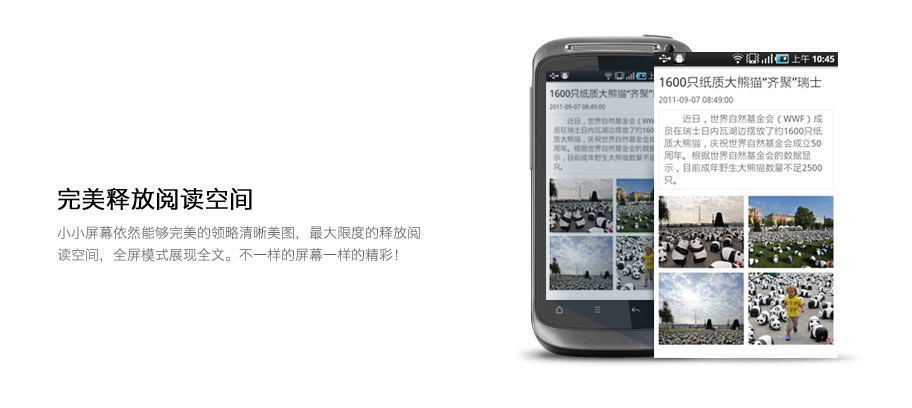 完美释放阅读空间
小小屏幕依然能够完美的领略清晰美图，最大限度的释放阅
读空间，全屏模式展现全文。不一样的屏幕一样的精彩！
上
1600只纸质大熊猫“齐聚”
2011-09-07 08:49:00
近日，世界自然基金会（WWF）成
员在瑞士日内瓦湖边摆放了约1600
质大熊猫，庆祝世界自然基金会成
周年。根据世界自然基金会的数据
示，目前成年野生大熊猫数量不足
只。
上午 10:45
1600只纸质大熊猫“齐聚”瑞士
2011-09-07 08:49:00
近日，世界自然基金会（WWF）成
员在瑞士日内瓦湖边摆放了约1600只纸
质大熊猫，庆祝世界自然基金会成立50
周年。根据世界自然基金会的数据显
示，目前成年野生大熊猫数量不足2500
只。